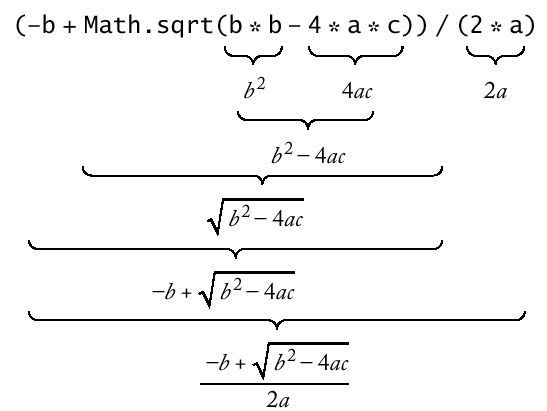 (-b + Math.sqrt(b * b - 4 * a * c)) / (2 * a)
b² 4ac 2a
b² – 4ac
√(b² – 4ac)
–b + √(b² – 4ac)
–b + √(b² – 4ac)
2a